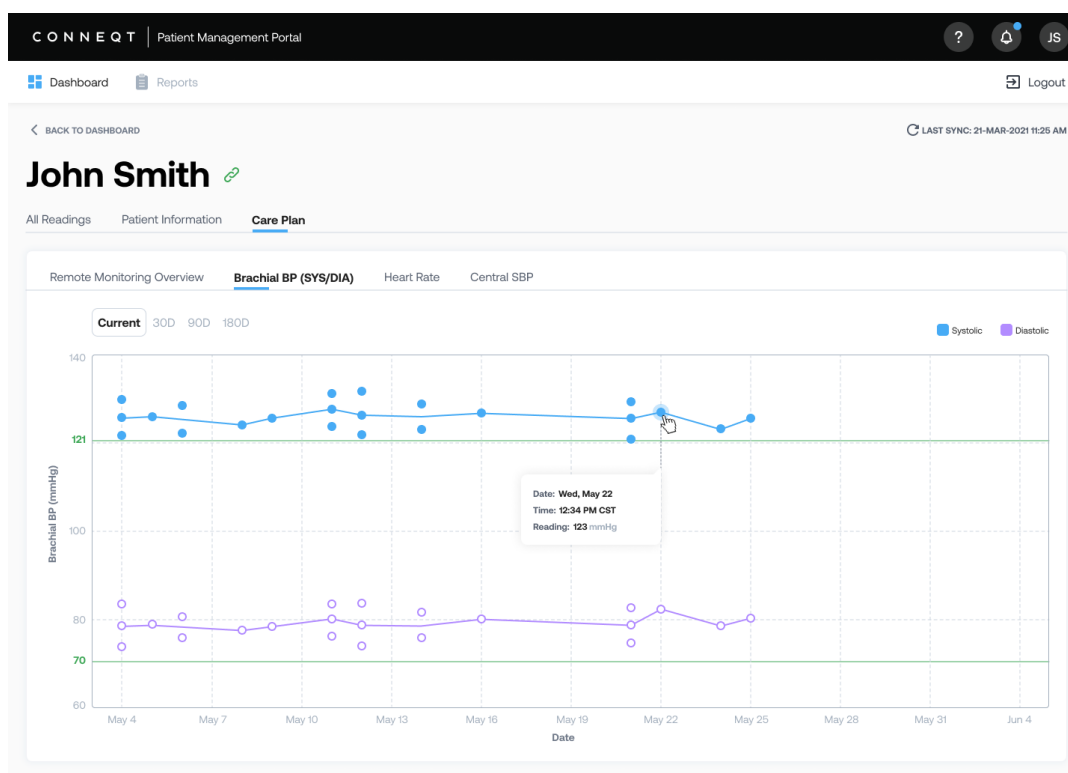 CONNEQT Patient Management Portal ? JS
Dashboard Reports Logout
BACK TO DASHBOARD LAST SYNC: 21-MAR-2021 11:25 AM
John Smith
All Readings Patient Information Care Plan
Remote Monitoring Overview Brachial BP (SYS/DIA) Heart Rate Central SBP
Current 30D 90D 180D
Systolic Diastolic
140
121
Brachial BP (mmHg)
Date: Wed, May 22
Time: 12:34 PM CST
Reading: 123 mmHg
100
80
70
60
May 4 May 7 May 10 May 13 May 16 May 19 May 22 May 25 May 28 May 31 Jun 4
Date